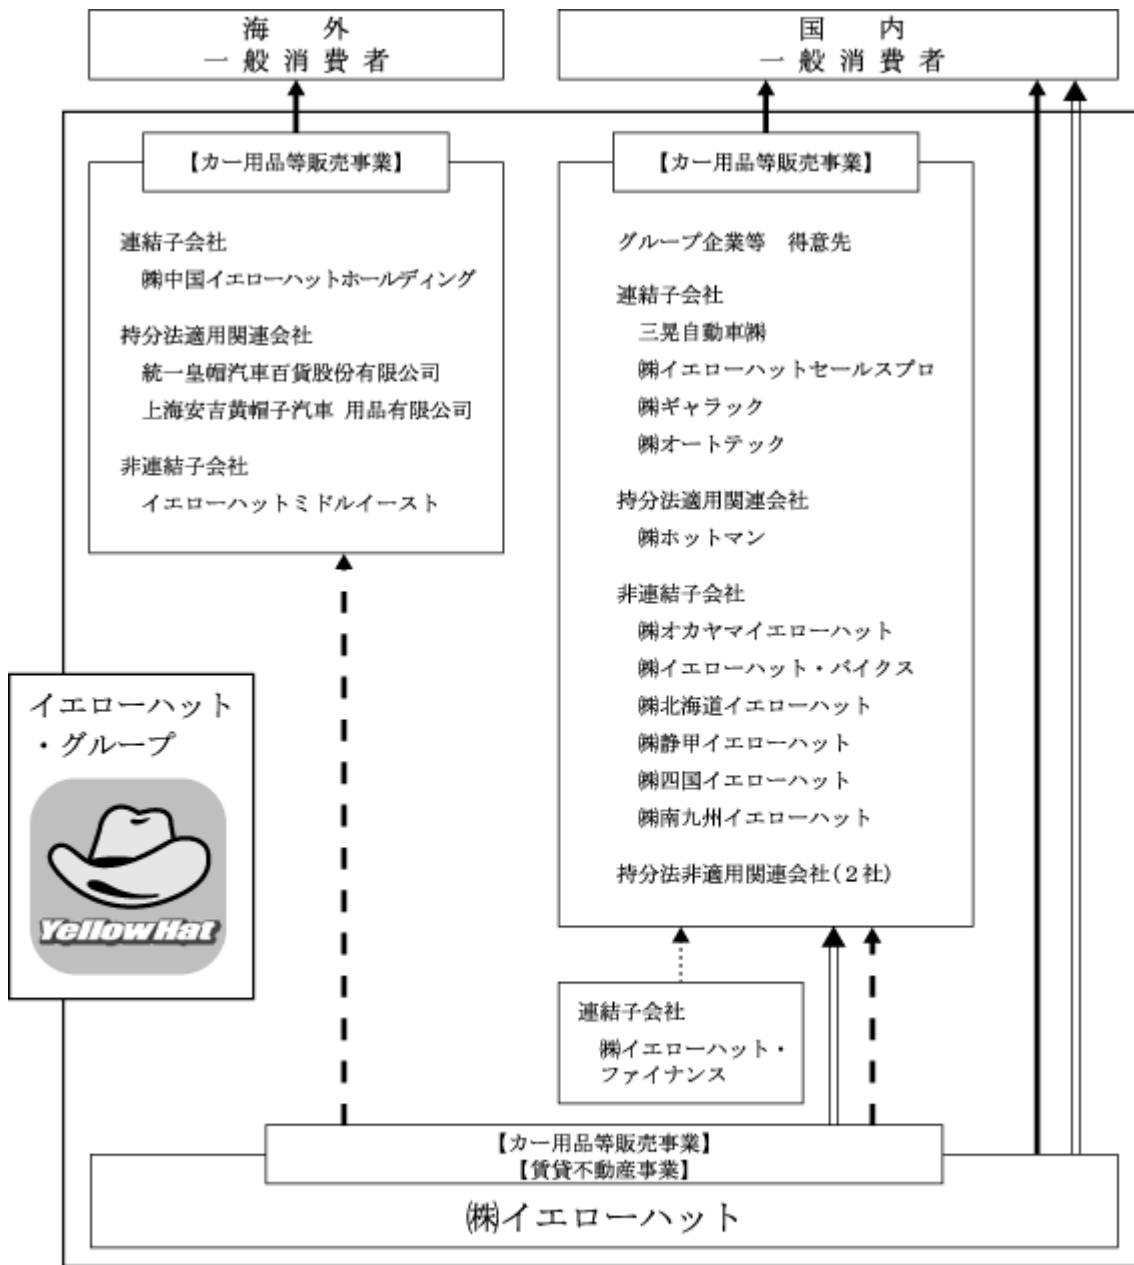 海 外
一 般 消 費 者
国 内
一 般 消 費 者
【カー用品等販売事業】
連結子会社
㈱中国イエローハットホールディング
持分法適用関連会社
統一皇帽汽車百貨股份有限公司
上海安吉黄帽子汽車 用品有限公司
非連結子会社
イエローハットミドルイースト
【カー用品等販売事業】
グループ企業等 得意先
連結子会社
三晃自動車㈱
㈱イエローハットセールスプロ
㈱ギャラック
㈱オートテック
持分法適用関連会社
㈱ホットマン
非連結子会社
㈱オカヤマイエローハット
㈱イエローハット・バイクス
㈱北海道イエローハット
㈱静甲イエローハット
㈱四国イエローハット
㈱南九州イエローハット
持分法非適用関連会社(2社)
イエローハット
・グループ
YellowHat
連結子会社
㈱イエローハット・
ファイナンス
【カー用品等販売事業】
【賃貸不動産事業】
㈱イエローハット